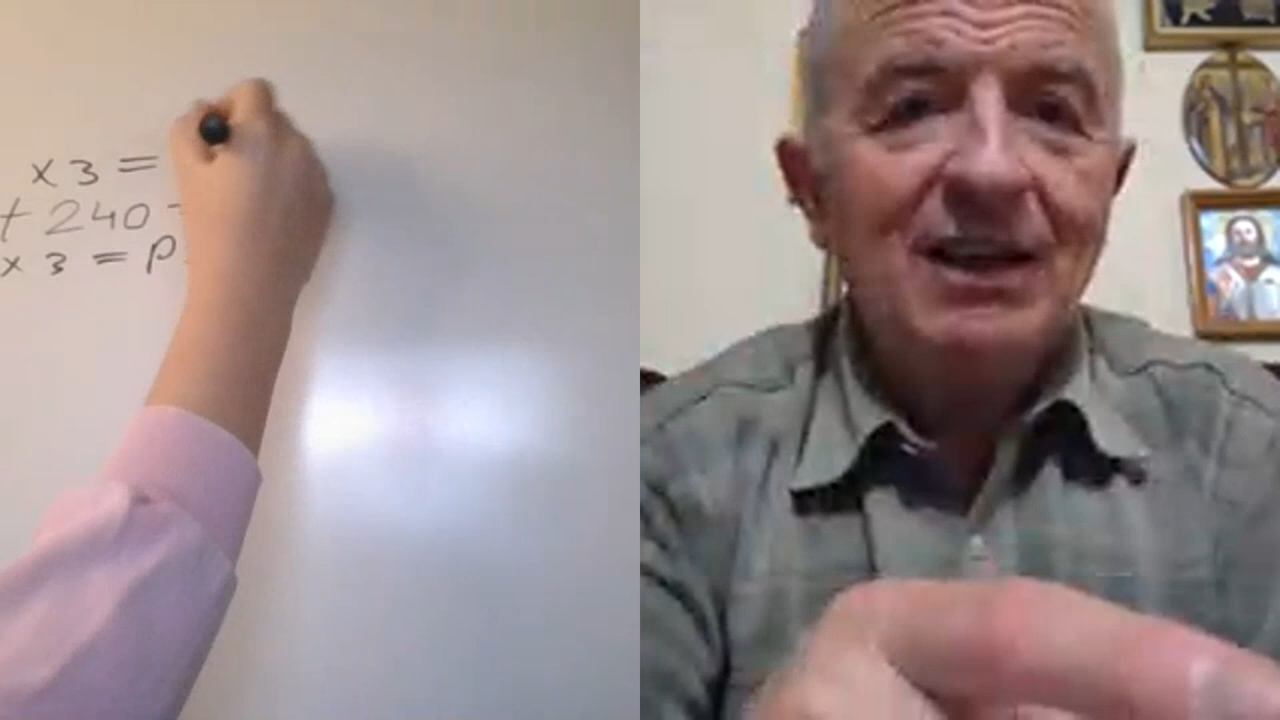 x 3 =
+ 240 -
x 3 = p